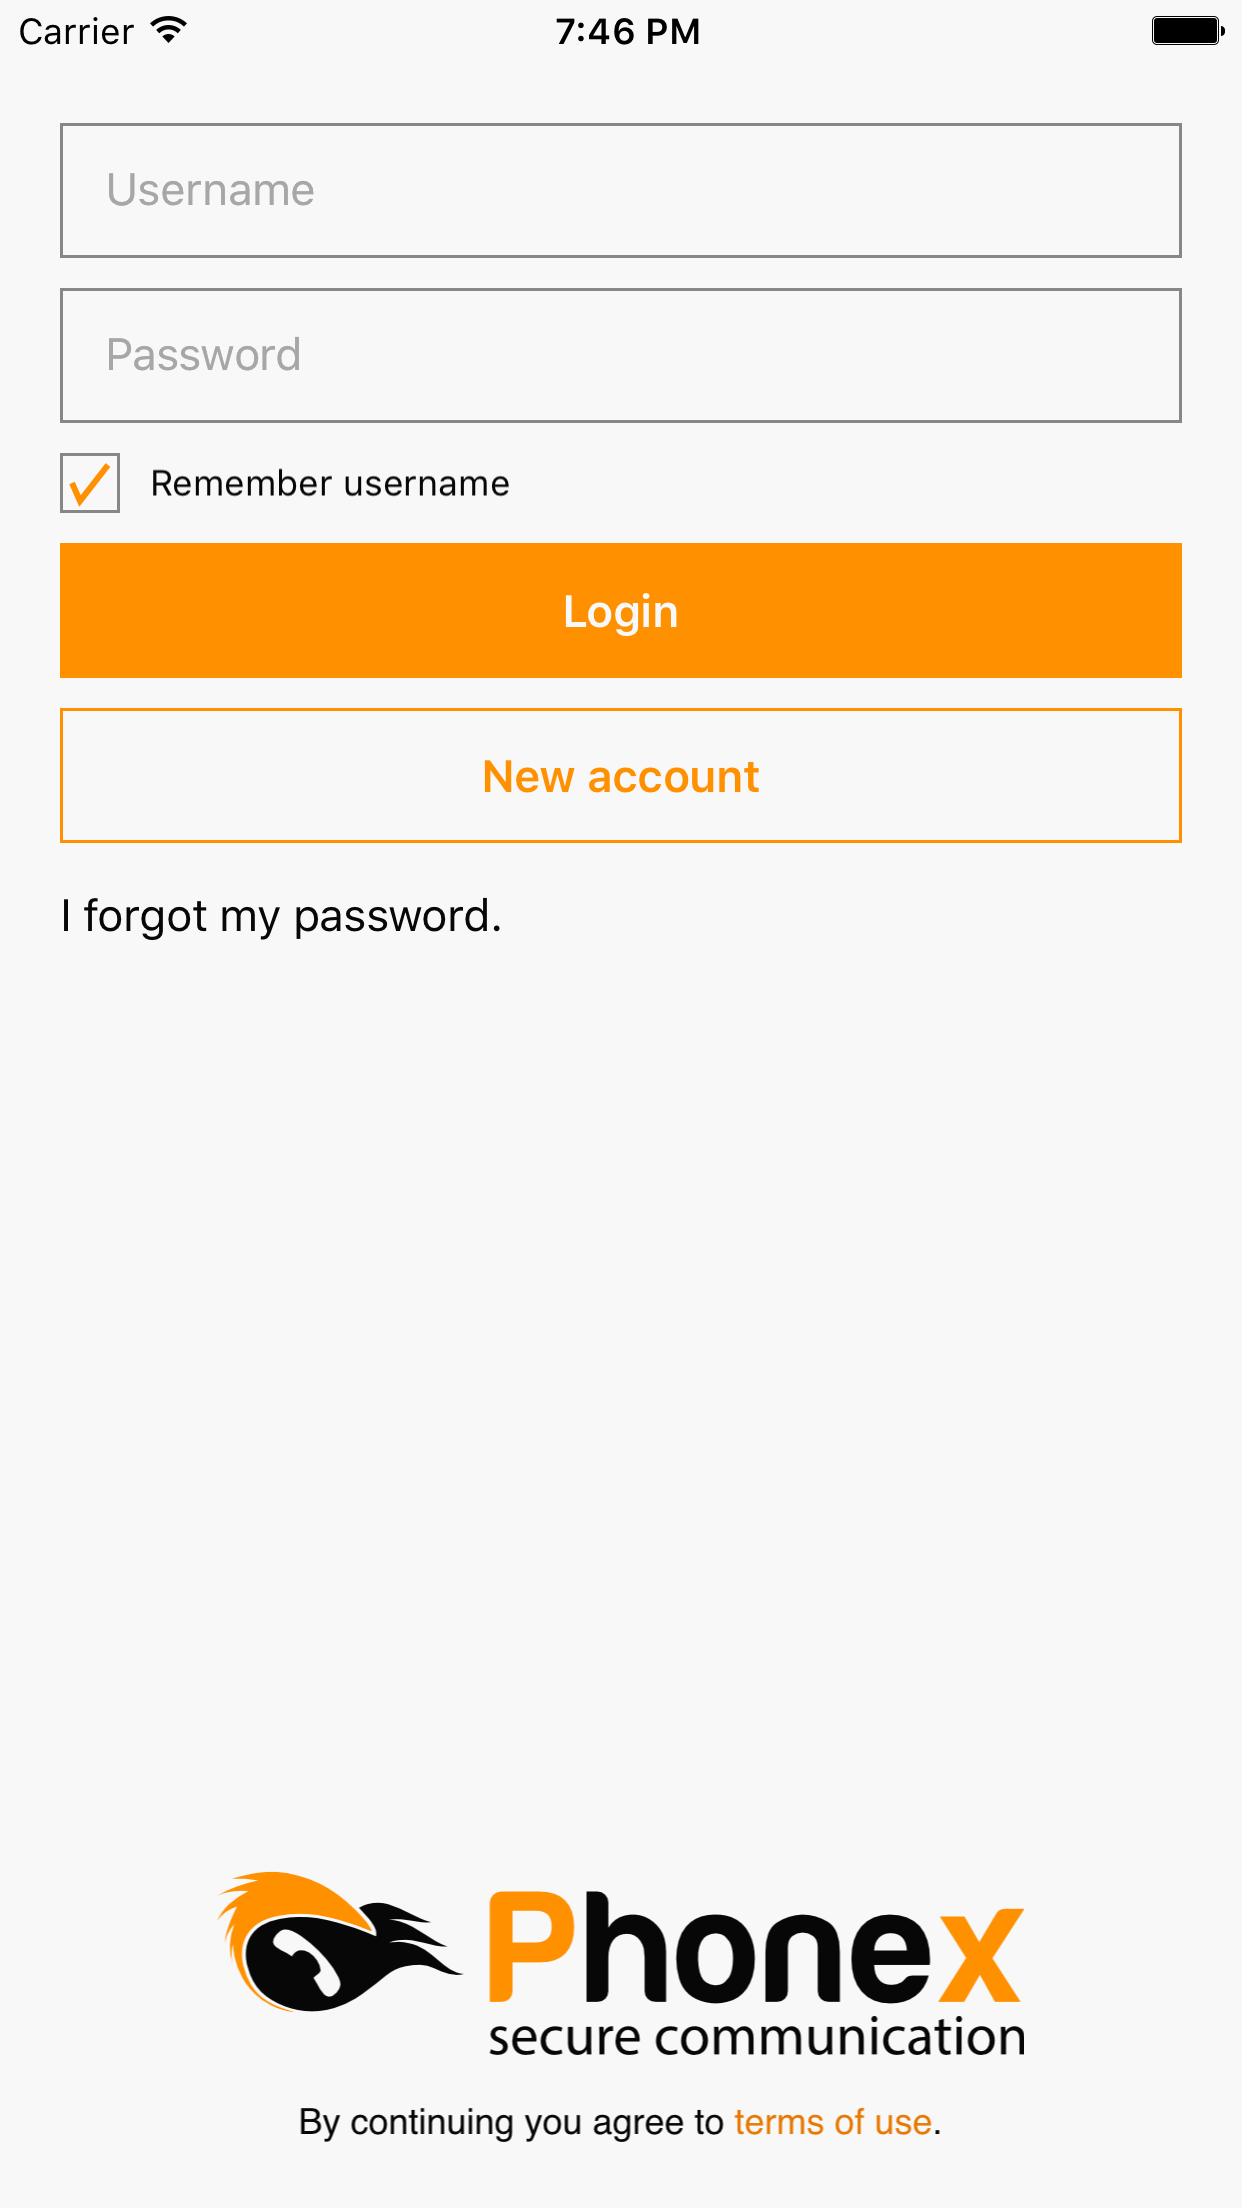 Carrier 7:46 PM
Username
Password
Remember username
Login
New account
I forgot my password.
Phonex
secure communication
By continuing you agree to terms of use.